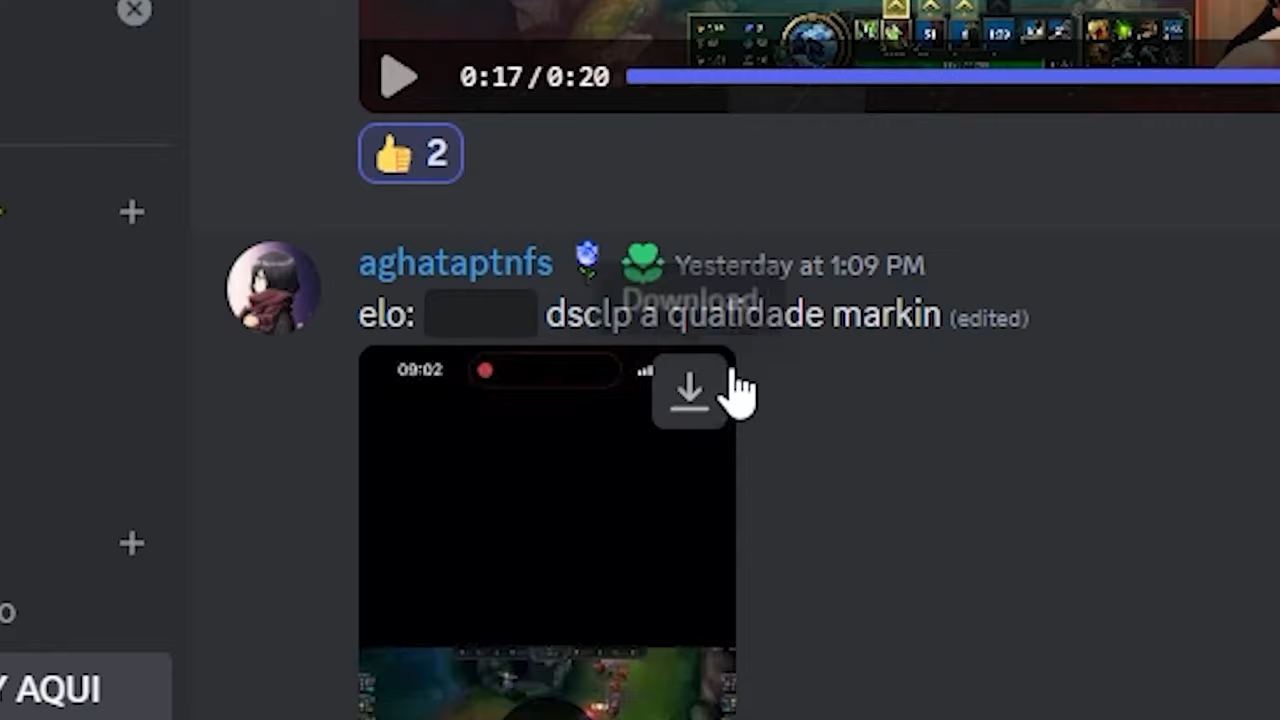 0:17/0:20
2
aghataptnfs Yesterday at 1:09 PM
Download
elo: dsclp a qualidade markin (edited)
09:02
Y AQUI